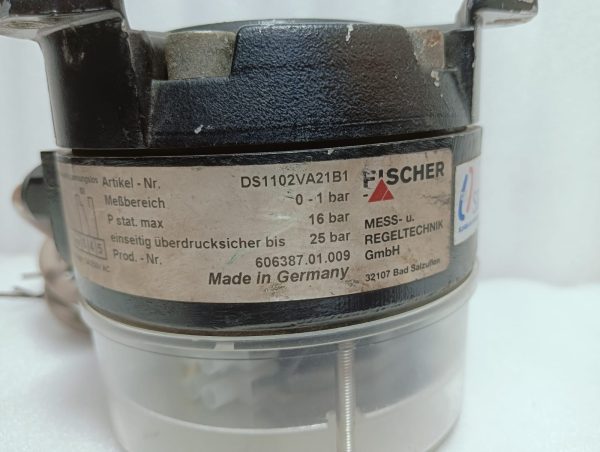 Artikel - Nr. DS1102VA21B1
Meßbereich 0 - 1 bar
P stat. max 16 bar
einseitig überdrucksicher bis 25 bar
Prod. - Nr. 606387.01.009
Made in Germany
FISCHER
MESS- u.
REGELTECHNIK
GmbH
32107 Bad Salzuflen